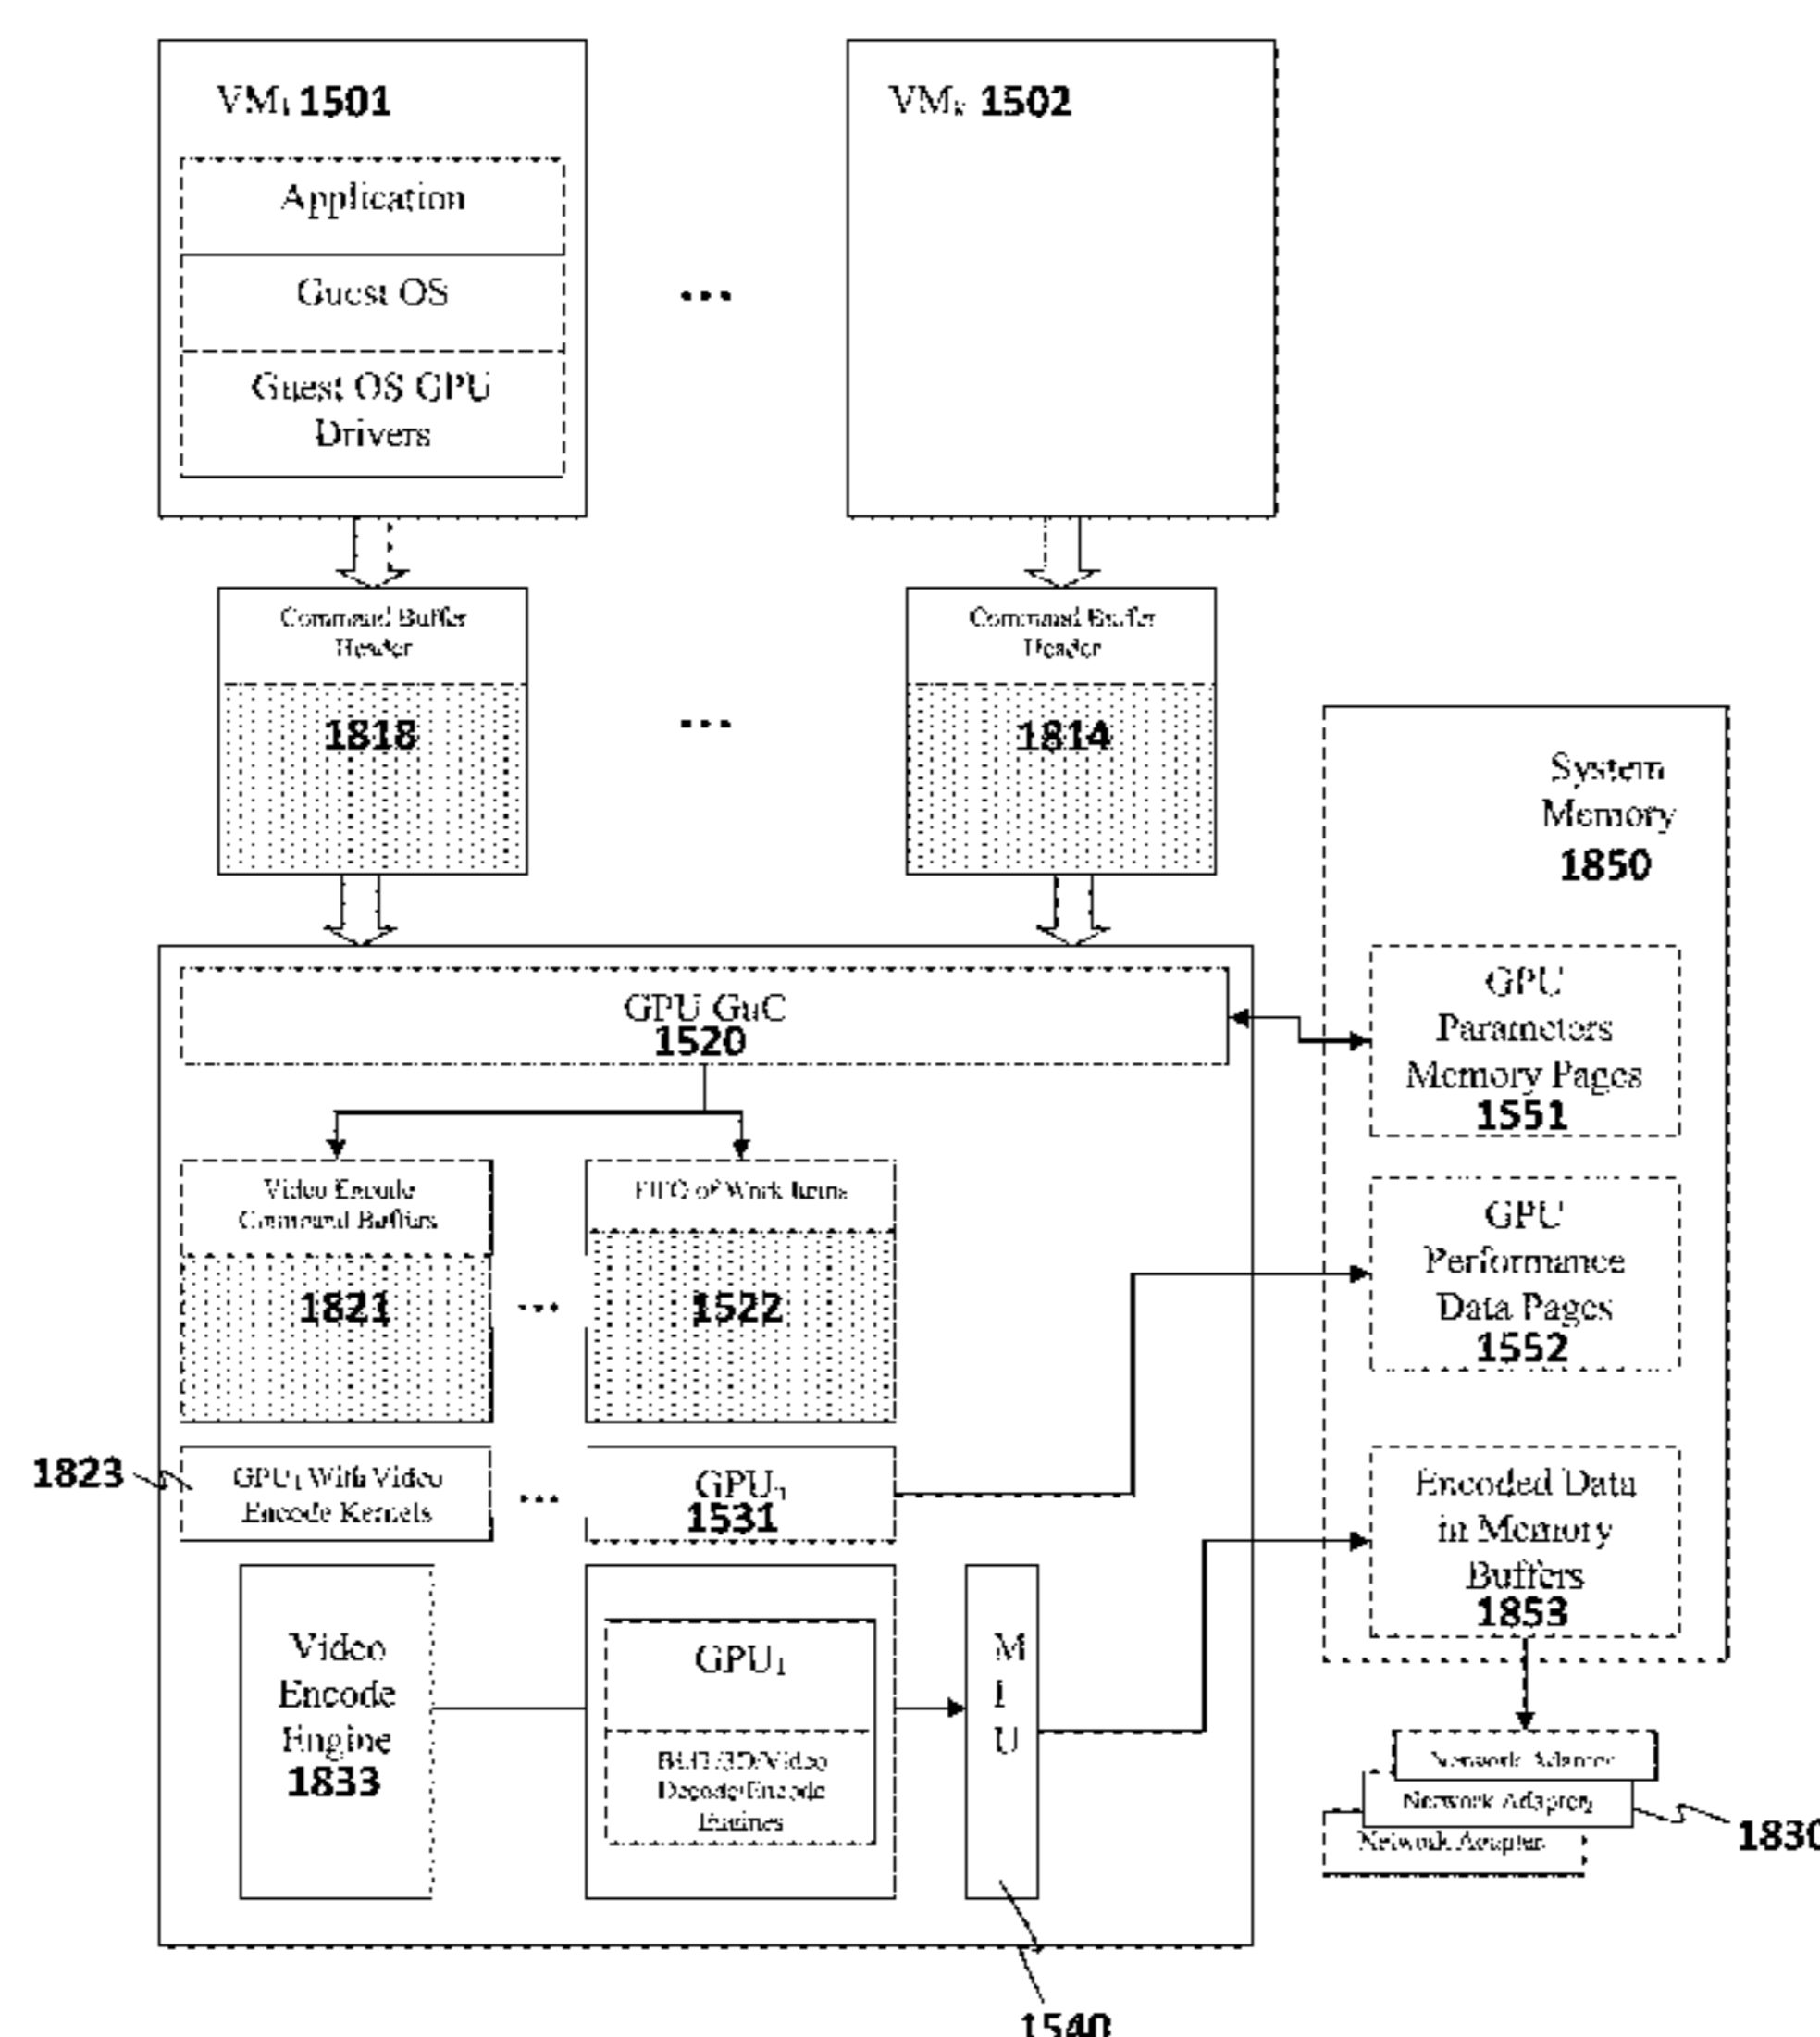 VM₁ 1501
VMₖ 1502
Application
Guest OS
...
Guest OS GPU
Drivers
Command Buffer
Header
Command Buffer
Header
1818
...
1814
System
Memory
1850
GPU GuC
1520
GPU
Parameters
Memory Pages
1551
Video Encode
Command Buffers
FIFO of Work Items
1821
...
1522
GPU
Performance
Data Pages
1552
1823
GPU₁ With Video
Encode Kernels
...
GPUₙ
1531
Encoded Data
in Memory
Buffers
1853
Video
Encode
Engine
1833
GPU₁
Decode/Encode
Engines
M
I
U
Network Adapter
Network Adapter
Network Adapter
1830
1540